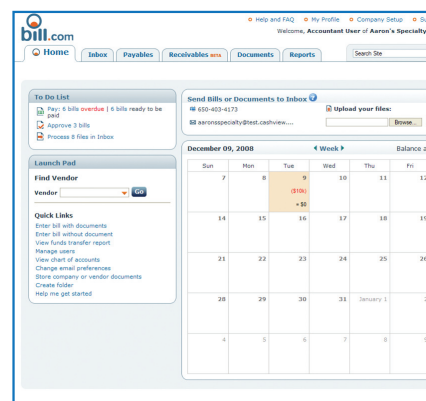 Help and FAQ My Profile Company Setup
bill.com
Welcome, Accountant User of Aaron's Specialty
Home Inbox Payables Receivables BETA Documents Reports Search Site
To Do List
Pay: 6 bills overdue | 6 bills ready to be
paid
Approve 3 bills
Process 8 files in Inbox
Send Bills or Documents to Inbox ?
650-403-4173 Upload your files:
aaronsspecialty@test.cashview.... Browse...
Launch Pad
Find Vendor
Vendor Go
Quick Links
Enter bill with documents
Enter bill without document
View funds transfer report
Manage users
View chart of accounts
Change email preferences
Store company or vendor documents
Create folder
Help me get started
December 09, 2008 Week Balance a
Sun Mon Tue Wed Thu Fri
7 8 9 10 11 12
($10k)
= $0
14 15 16 17 18 19
21 22 23 24 25 26
28 29 30 31 January 1 2
4 5 6 7 8 9